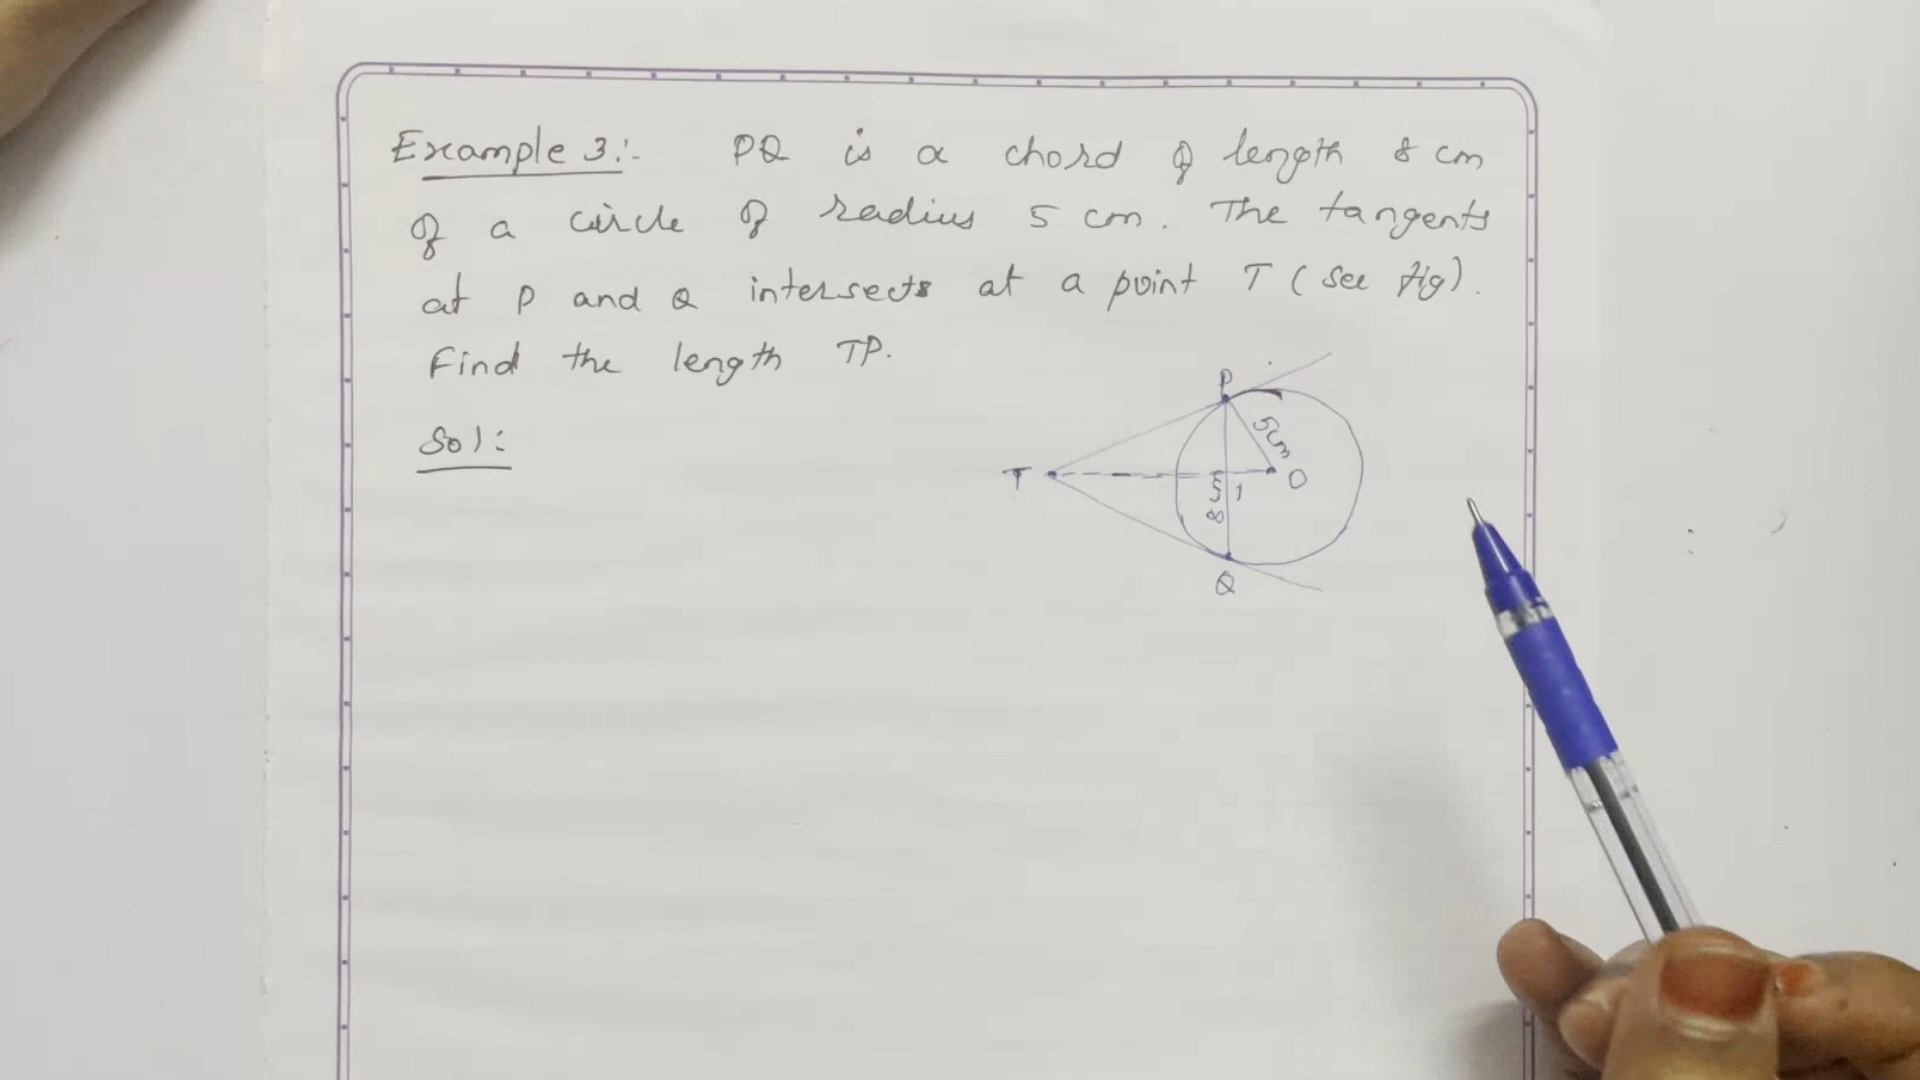 Example 3:- PQ is a chord of length 8 cm
of a circle of radius 5 cm. The tangents
at P and Q intersects at a point T (see fig).
Find the length TP.
Sol:
P
5cm
T
O
8
Q